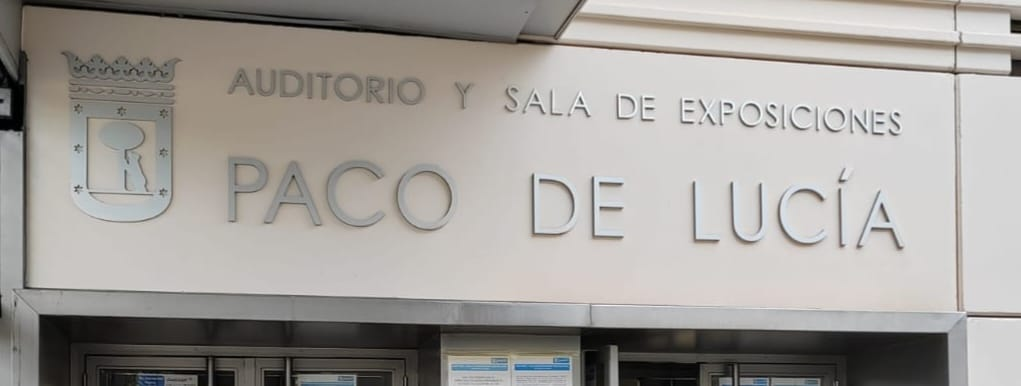 AUDITORIO Y SALA DE EXPOSICIONES
PACO DE LUCÍA